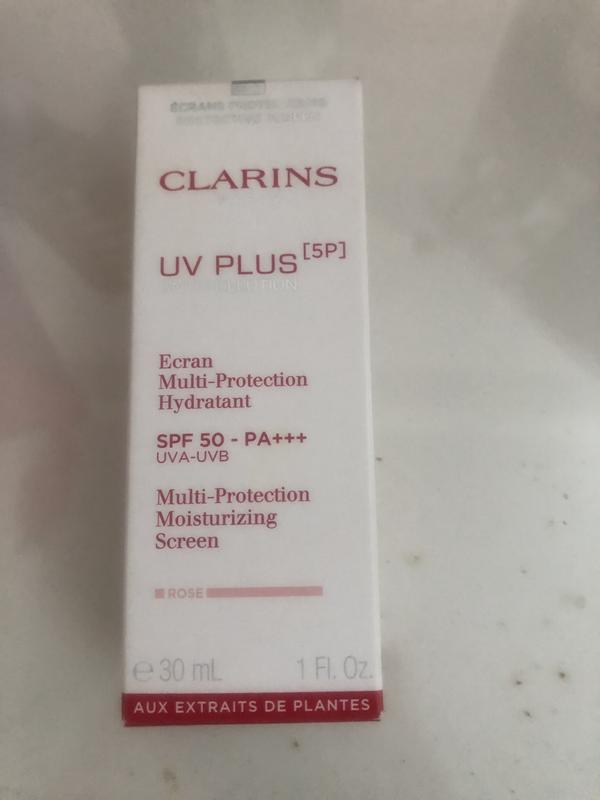 CLARINS
UV PLUS [5P]
Ecran
Multi-Protection
Hydratant
SPF 50 - PA+++
UVA-UVB
Multi-Protection
Moisturizing
Screen
ROSE
e 30 mL 1 Fl. Oz.
AUX EXTRAITS DE PLANTES